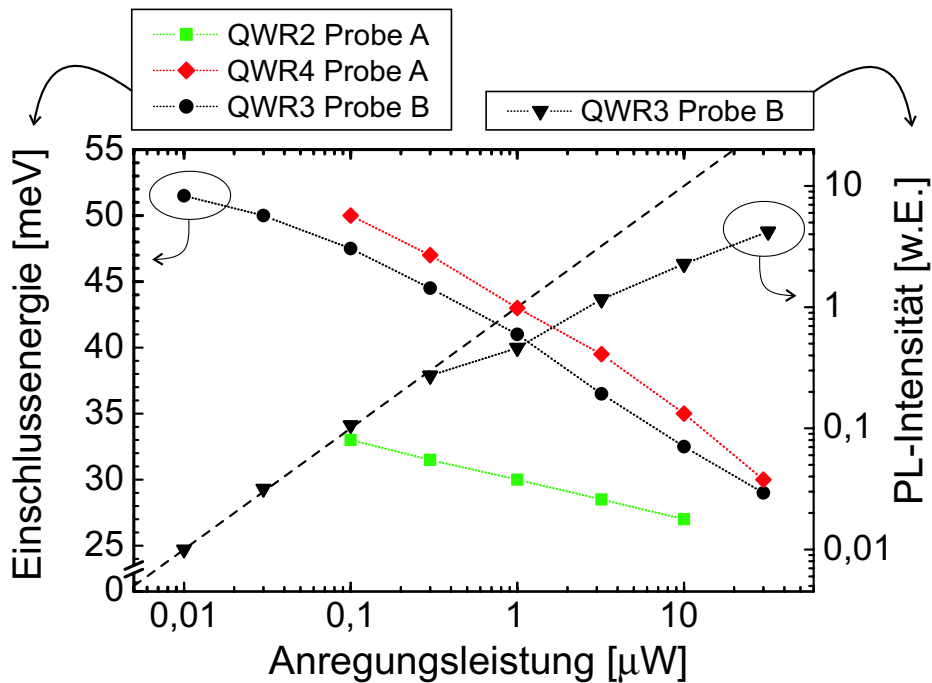 QWR2 Probe A
QWR4 Probe A
QWR3 Probe B
QWR3 Probe B
Einschlussenergie [meV]
55
50
45
40
35
30
25
0
PL-Intensität [w.E.]
10
1
0,1
0,01
0,01
0,1
1
10
Anregungsleistung [μW]